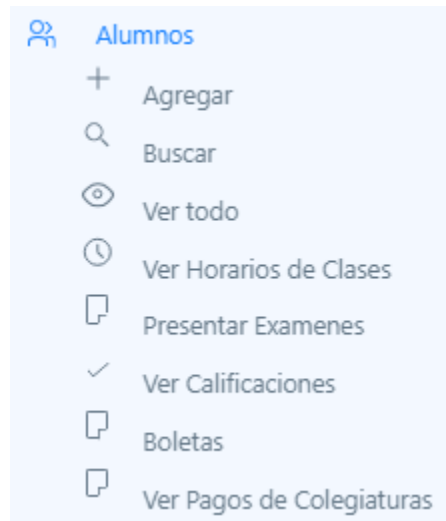 Alumnos
Agregar
Buscar
Ver todo
Ver Horarios de Clases
Presentar Examenes
Ver Calificaciones
Boletas
Ver Pagos de Colegiaturas